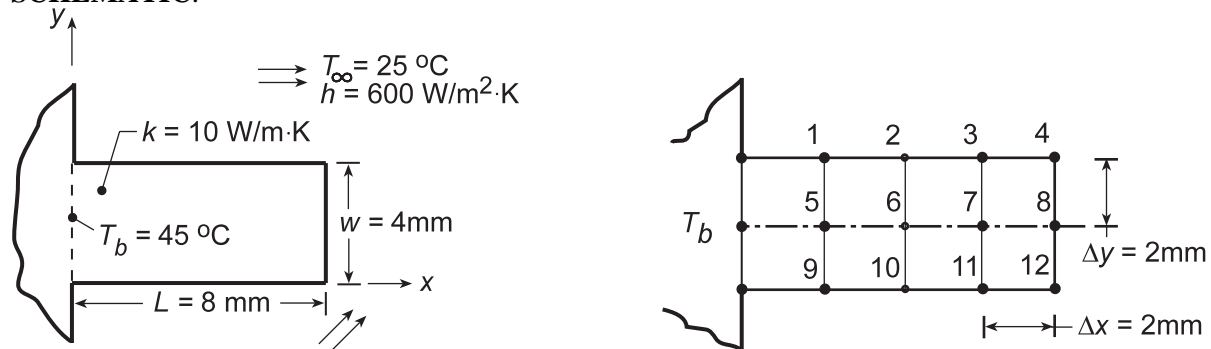 SCHEMATIC:
y
T∞ = 25 °C
h = 600 W/m²·K
k = 10 W/m·K
T_b = 45 °C
w = 4mm
x
L = 8 mm
1 2 3 4
5 6 7 8
T_b
Δy = 2mm
9 10 11 12
Δx = 2mm